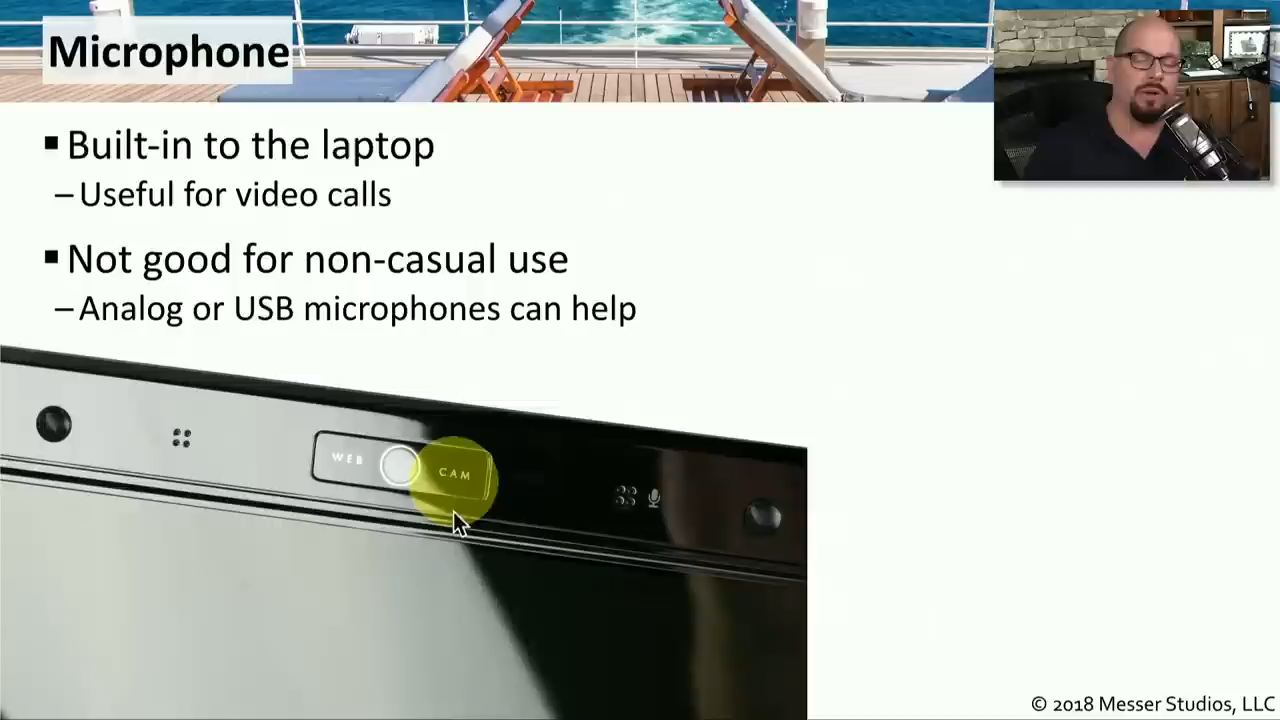 Microphone
▪ Built-in to the laptop
– Useful for video calls
▪ Not good for non-casual use
– Analog or USB microphones can help
WEB CAM
© 2018 Messer Studios, LLC